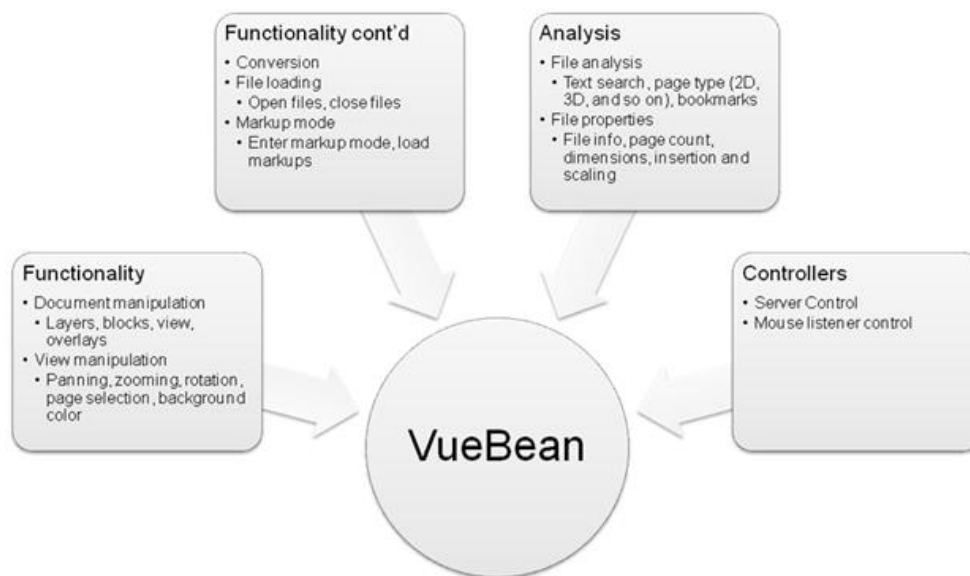 Functionality cont'd
• Conversion
• File loading
• Open files, close files
• Markup mode
• Enter markup mode, load
markups
Analysis
• File analysis
• Text search, page type (2D,
3D, and so on), bookmarks
• File properties
• File info, page count,
dimensions, insertion and
scaling
Functionality
• Document manipulation
• Layers, blocks, view,
overlays
• View manipulation
• Panning, zooming, rotation,
page selection, background
color
Controllers
• Server Control
• Mouse listener control
VueBean